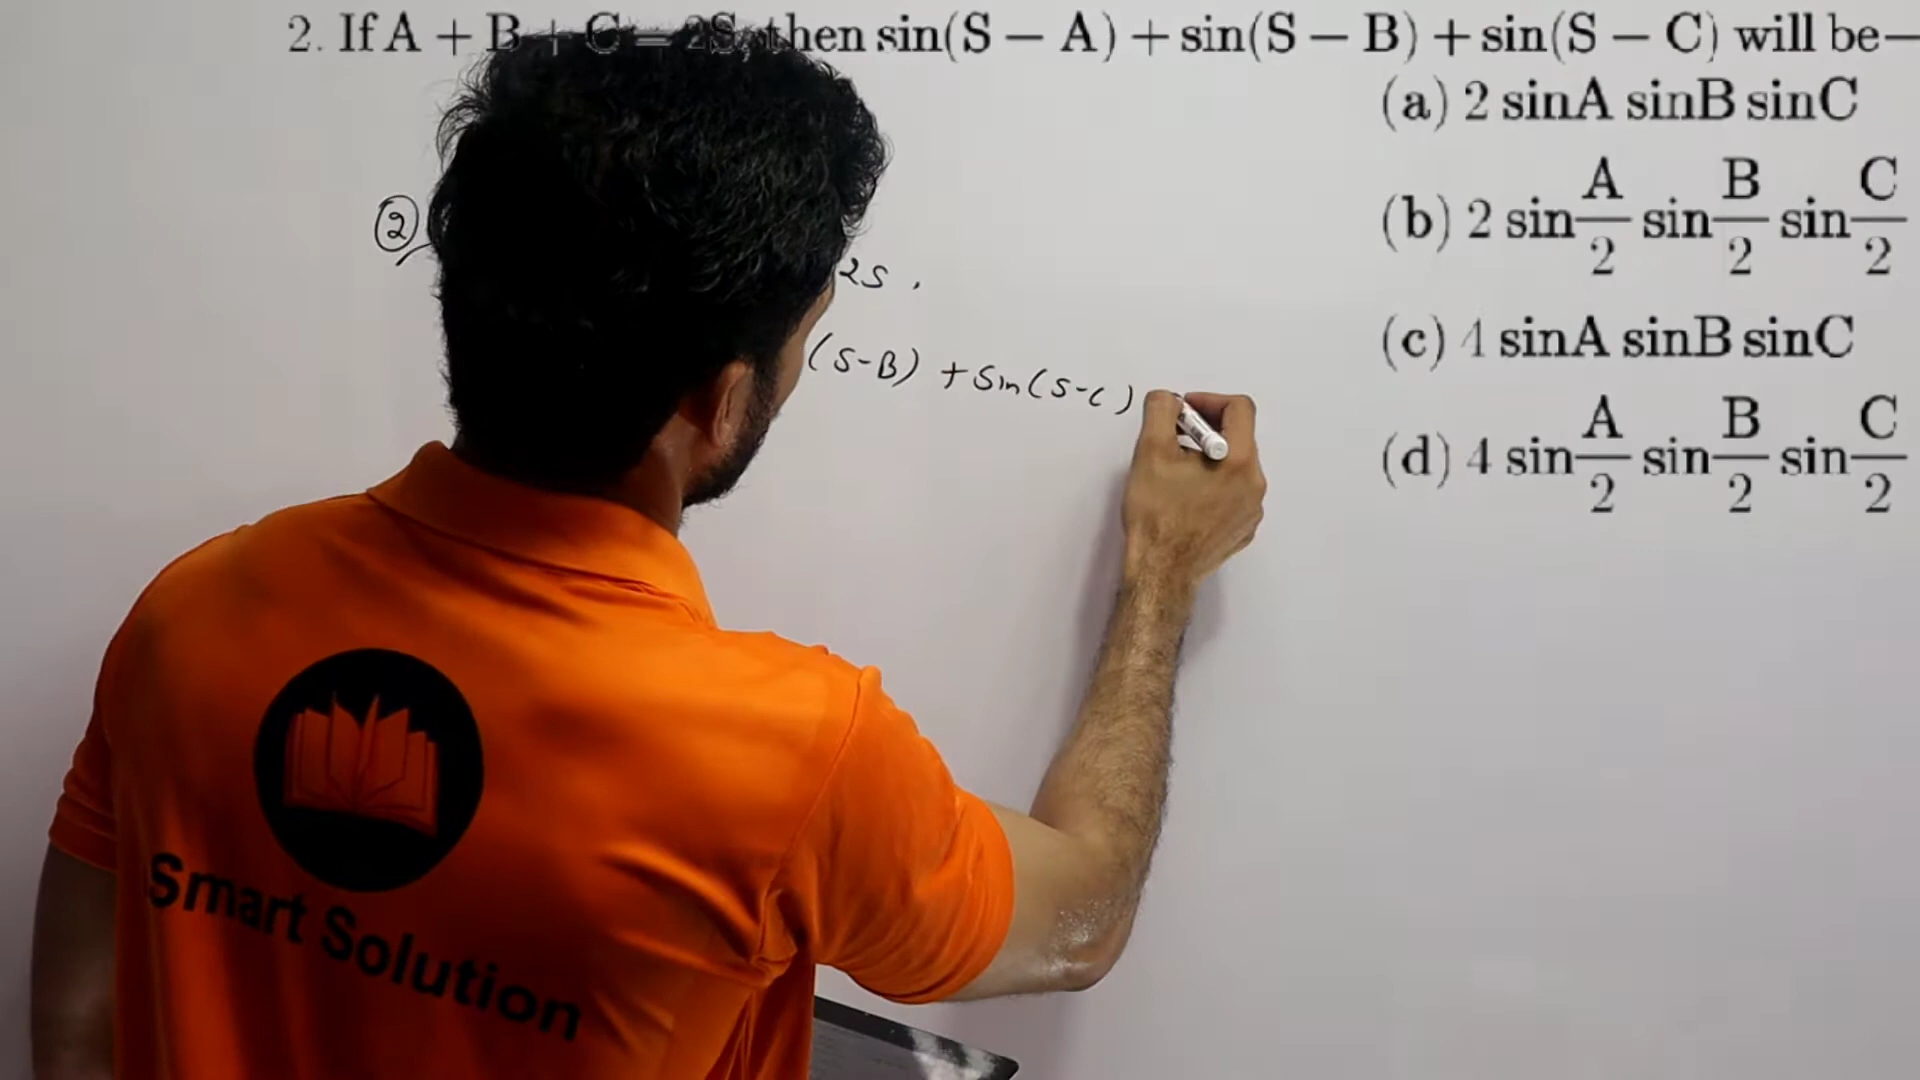 2. If A + B + C = 2S, then sin(S − A) + sin(S − B) + sin(S − C) will be−
(a) 2 sinA sinB sinC
(b) 2 sin A/2 sin B/2 sin C/2
(c) 4 sinA sinB sinC
(d) 4 sin A/2 sin B/2 sin C/2
2
2S ,
(S-B) + Sin (S-C)
Smart Solution